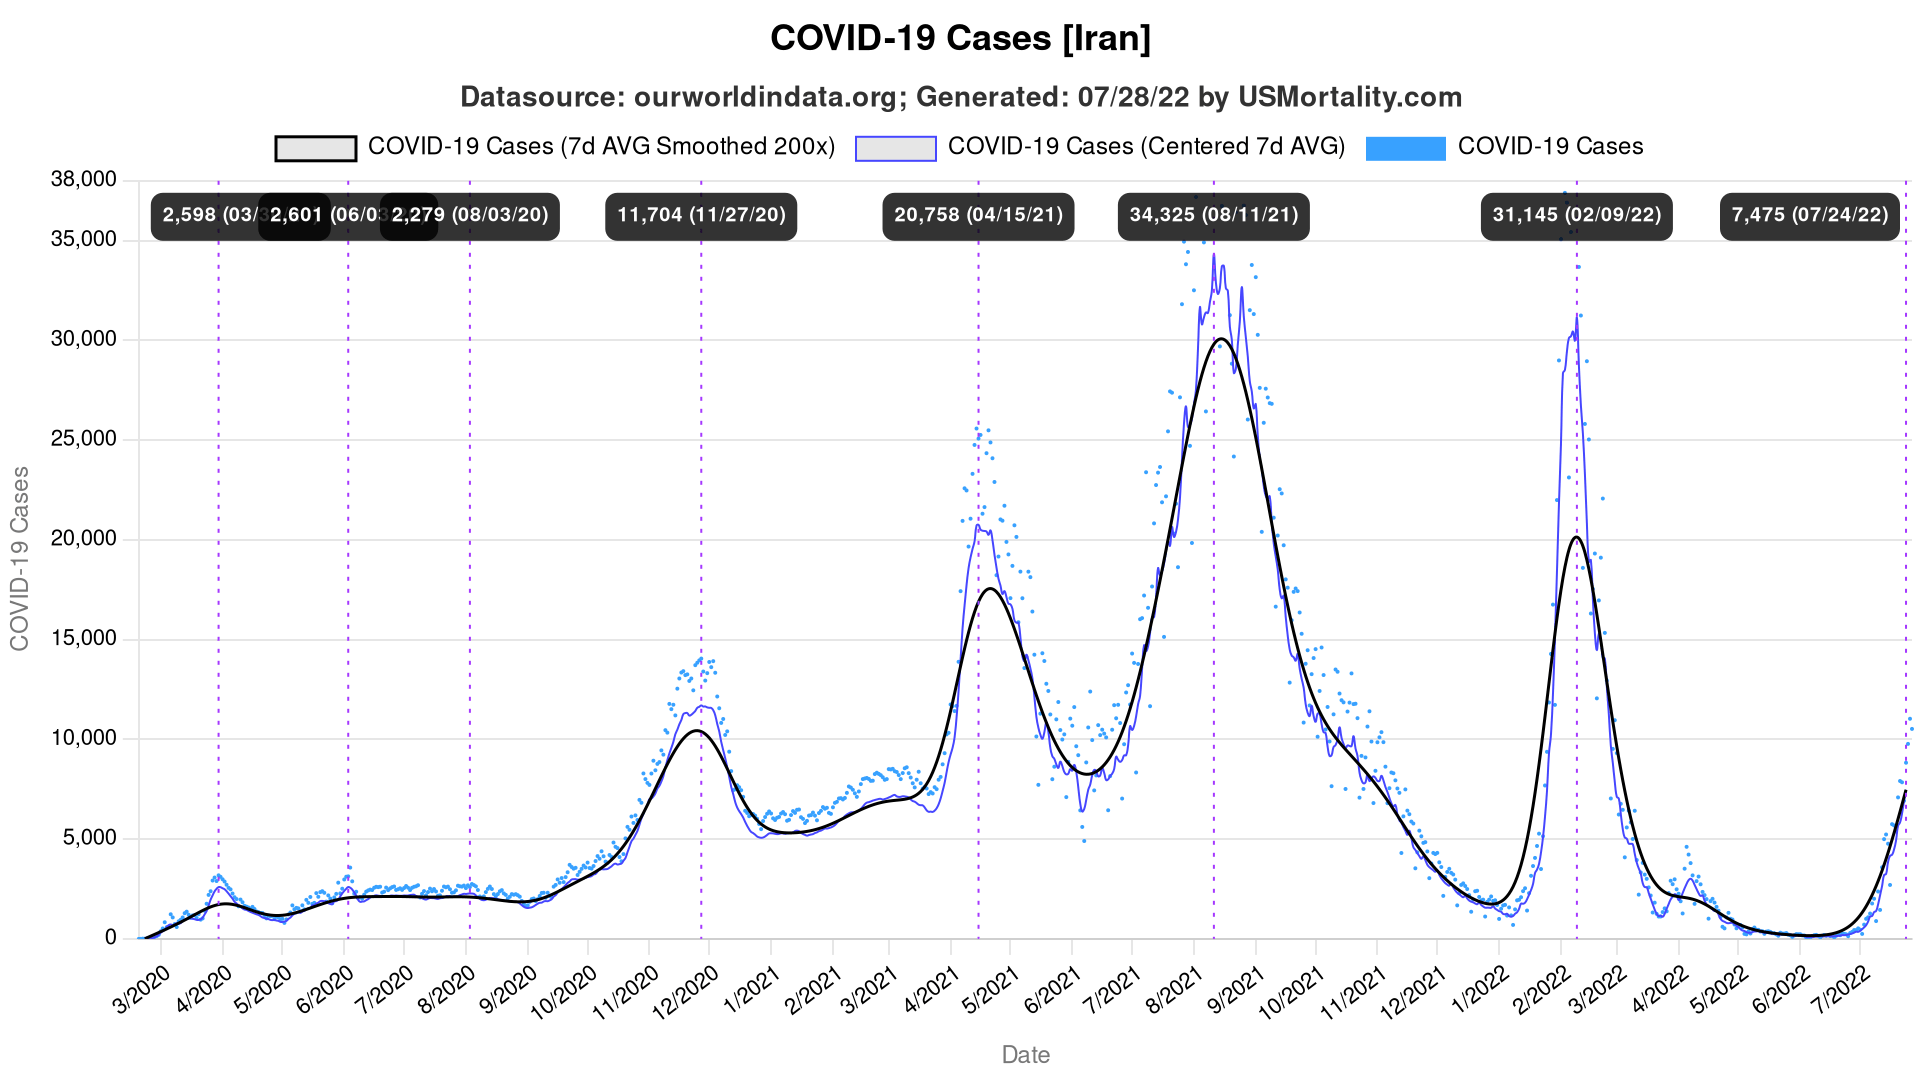 COVID-19 Cases [Iran]
Datasource: ourworldindata.org; Generated: 07/28/22 by USMortality.com
COVID-19 Cases (7d AVG Smoothed 200x) COVID-19 Cases (Centered 7d AVG) COVID-19 Cases
38,000
2,598 (03/ 2,601 (06/03 2,279 (08/03/20) 11,704 (11/27/20) 20,758 (04/15/21) 34,325 (08/11/21) 31,145 (02/09/22) 7,475 (07/24/22)
35,000
30,000
25,000
20,000
15,000
10,000
5,000
0
COVID-19 Cases
3/2020 4/2020 5/2020 6/2020 7/2020 8/2020 9/2020 10/2020 11/2020 12/2020 1/2021 2/2021 3/2021 4/2021 5/2021 6/2021 7/2021 8/2021 9/2021 10/2021 11/2021 12/2021 1/2022 2/2022 3/2022 4/2022 5/2022 6/2022 7/2022
Date